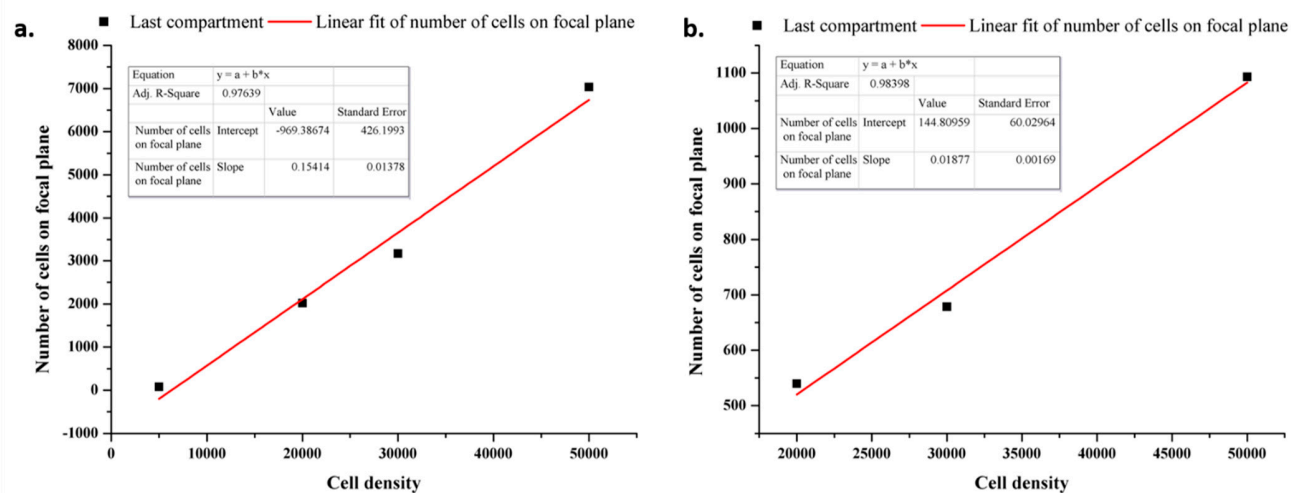 a.
Last compartment
Linear fit of number of cells on focal plane
8000
7000
6000
5000
4000
3000
2000
1000
0
-1000
Number of cells on focal plane
Equation y = a + b*x
Adj. R-Square 0.97639
Value Standard Error
Number of cells on focal plane Intercept -969.38674 426.1993
Number of cells on focal plane Slope 0.15414 0.01378
0 10000 20000 30000 40000 50000
Cell density
b.
Last compartment
Linear fit of number of cells on focal plane
1100
1000
900
800
700
600
500
Number of cells on focal plane
Equation y = a + b*x
Adj. R-Square 0.98398
Value Standard Error
Number of cells on focal plane Intercept 144.80959 60.02964
Number of cells on focal plane Slope 0.01877 0.00169
20000 25000 30000 35000 40000 45000 50000
Cell density